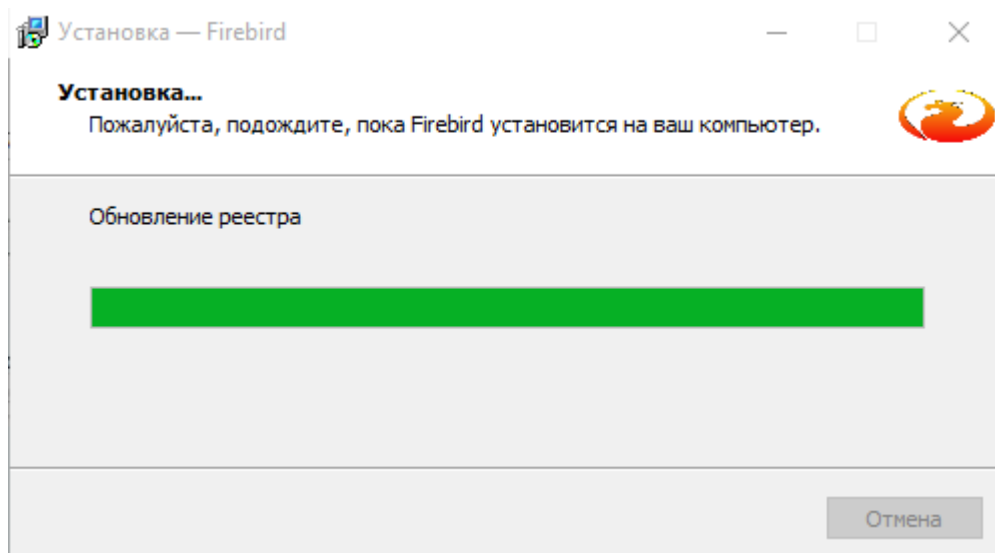 Установка — Firebird
Установка...
Пожалуйста, подождите, пока Firebird установится на ваш компьютер.
Обновление реестра
Отмена